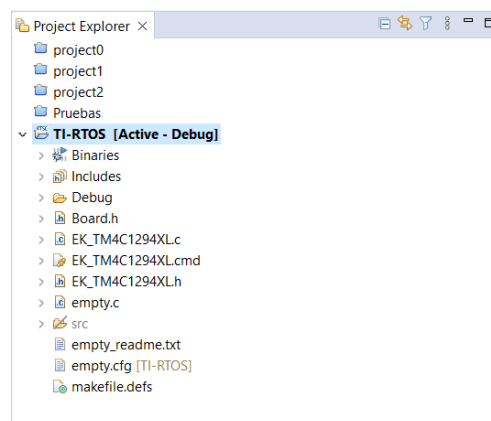 Project Explorer
project0
project1
project2
Pruebas
TI-RTOS [Active - Debug]
Binaries
Includes
Debug
Board.h
EK_TM4C1294XL.c
EK_TM4C1294XL.cmd
EK_TM4C1294XL.h
empty.c
src
empty_readme.txt
empty.cfg [TI-RTOS]
makefile.defs